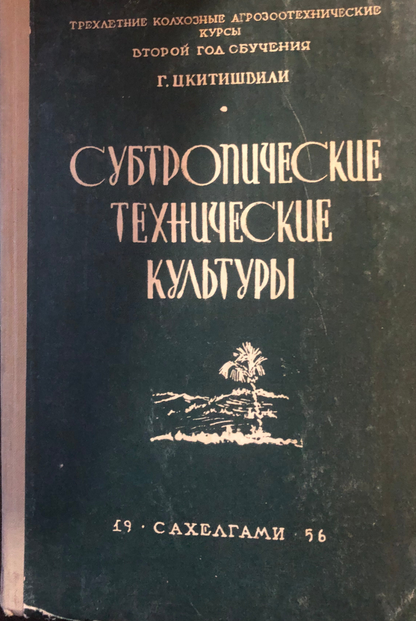 ТРЕХЛЕТНИЕ КОЛХОЗНЫЕ АГРОЗООТЕХНИЧЕСКИЕ
КУРСЫ
ВТОРОЙ ГОД ОБУЧЕНИЯ
Г. ЦКИТИШВИЛИ
СУБТРОПИЧЕСКИЕ
ТЕХНИЧЕСКИЕ
КУЛЬТУРЫ
19 · САХЕЛГАМИ · 56